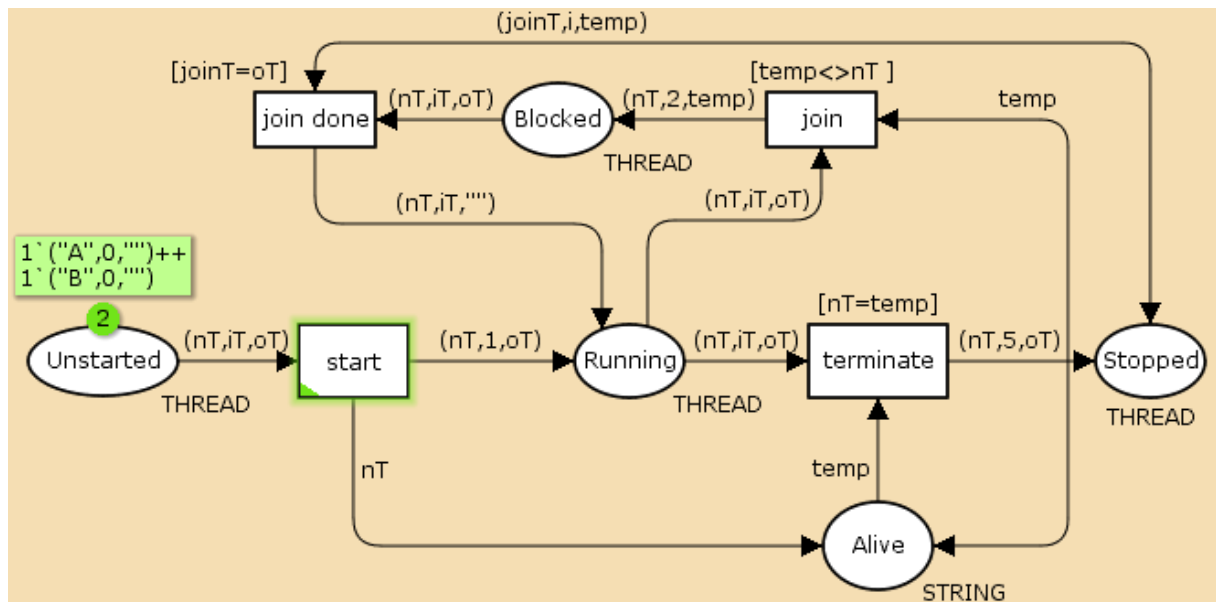 (joinT,i,temp)
[joinT=oT]
[temp<>nT ]
(nT,iT,oT)
(nT,2,temp)
temp
join done
Blocked
join
THREAD
(nT,iT,"")
(nT,iT,oT)
1`("A",0,"")++
1`("B",0,"")
2
[nT=temp]
(nT,iT,oT)
(nT,1,oT)
(nT,iT,oT)
(nT,5,oT)
Unstarted
start
Running
terminate
Stopped
THREAD
THREAD
THREAD
nT
temp
Alive
STRING